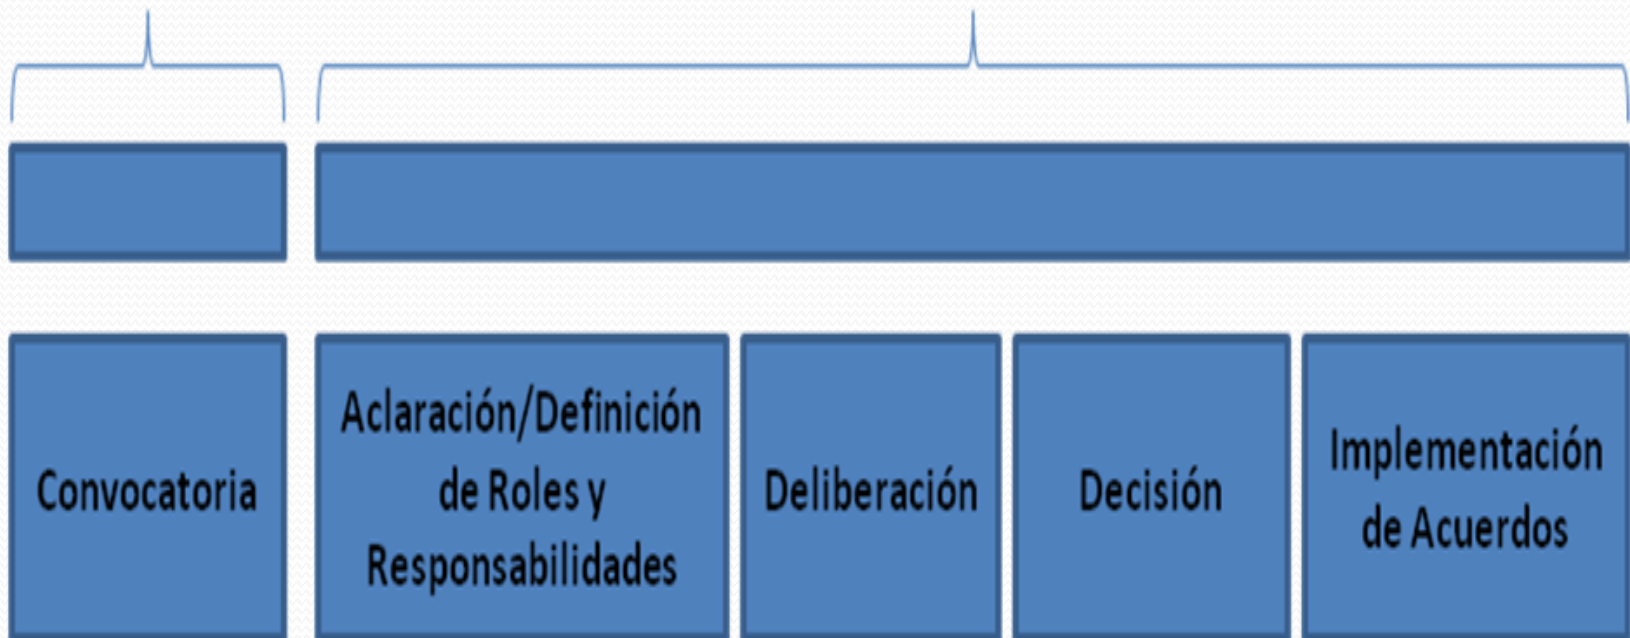 Convocatoria
Aclaración/Definición
de Roles y
Responsabilidades
Deliberación
Decisión
Implementación
de Acuerdos